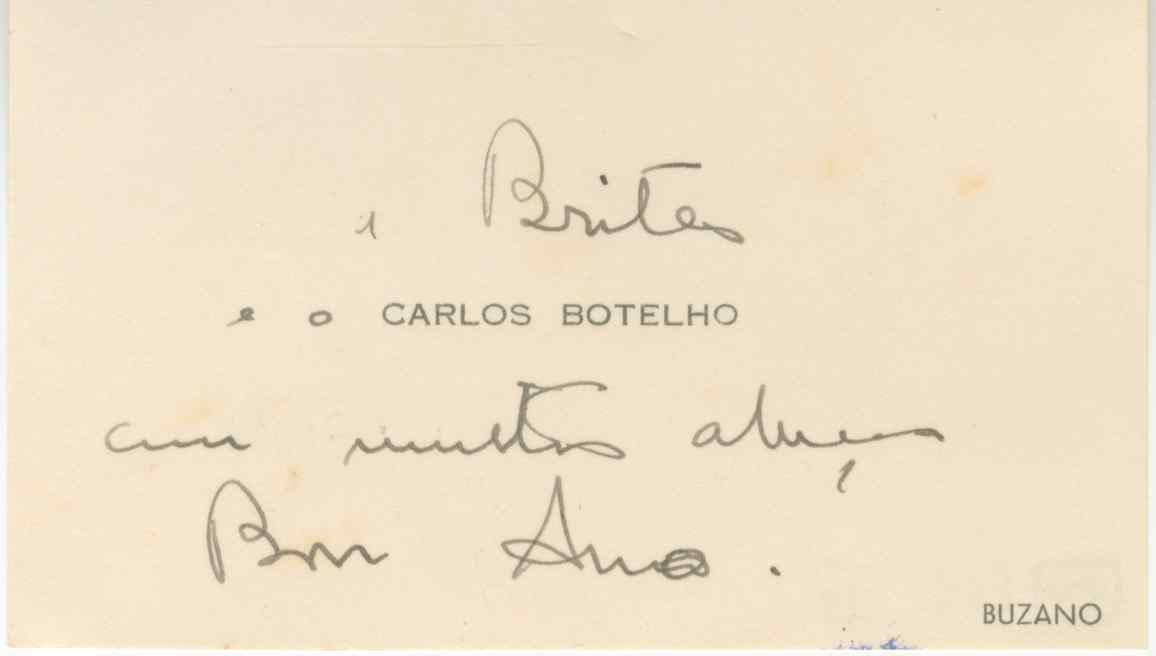 a Brites
e o CARLOS BOTELHO
com muitos abraços
Bom Ano.
BUZANO